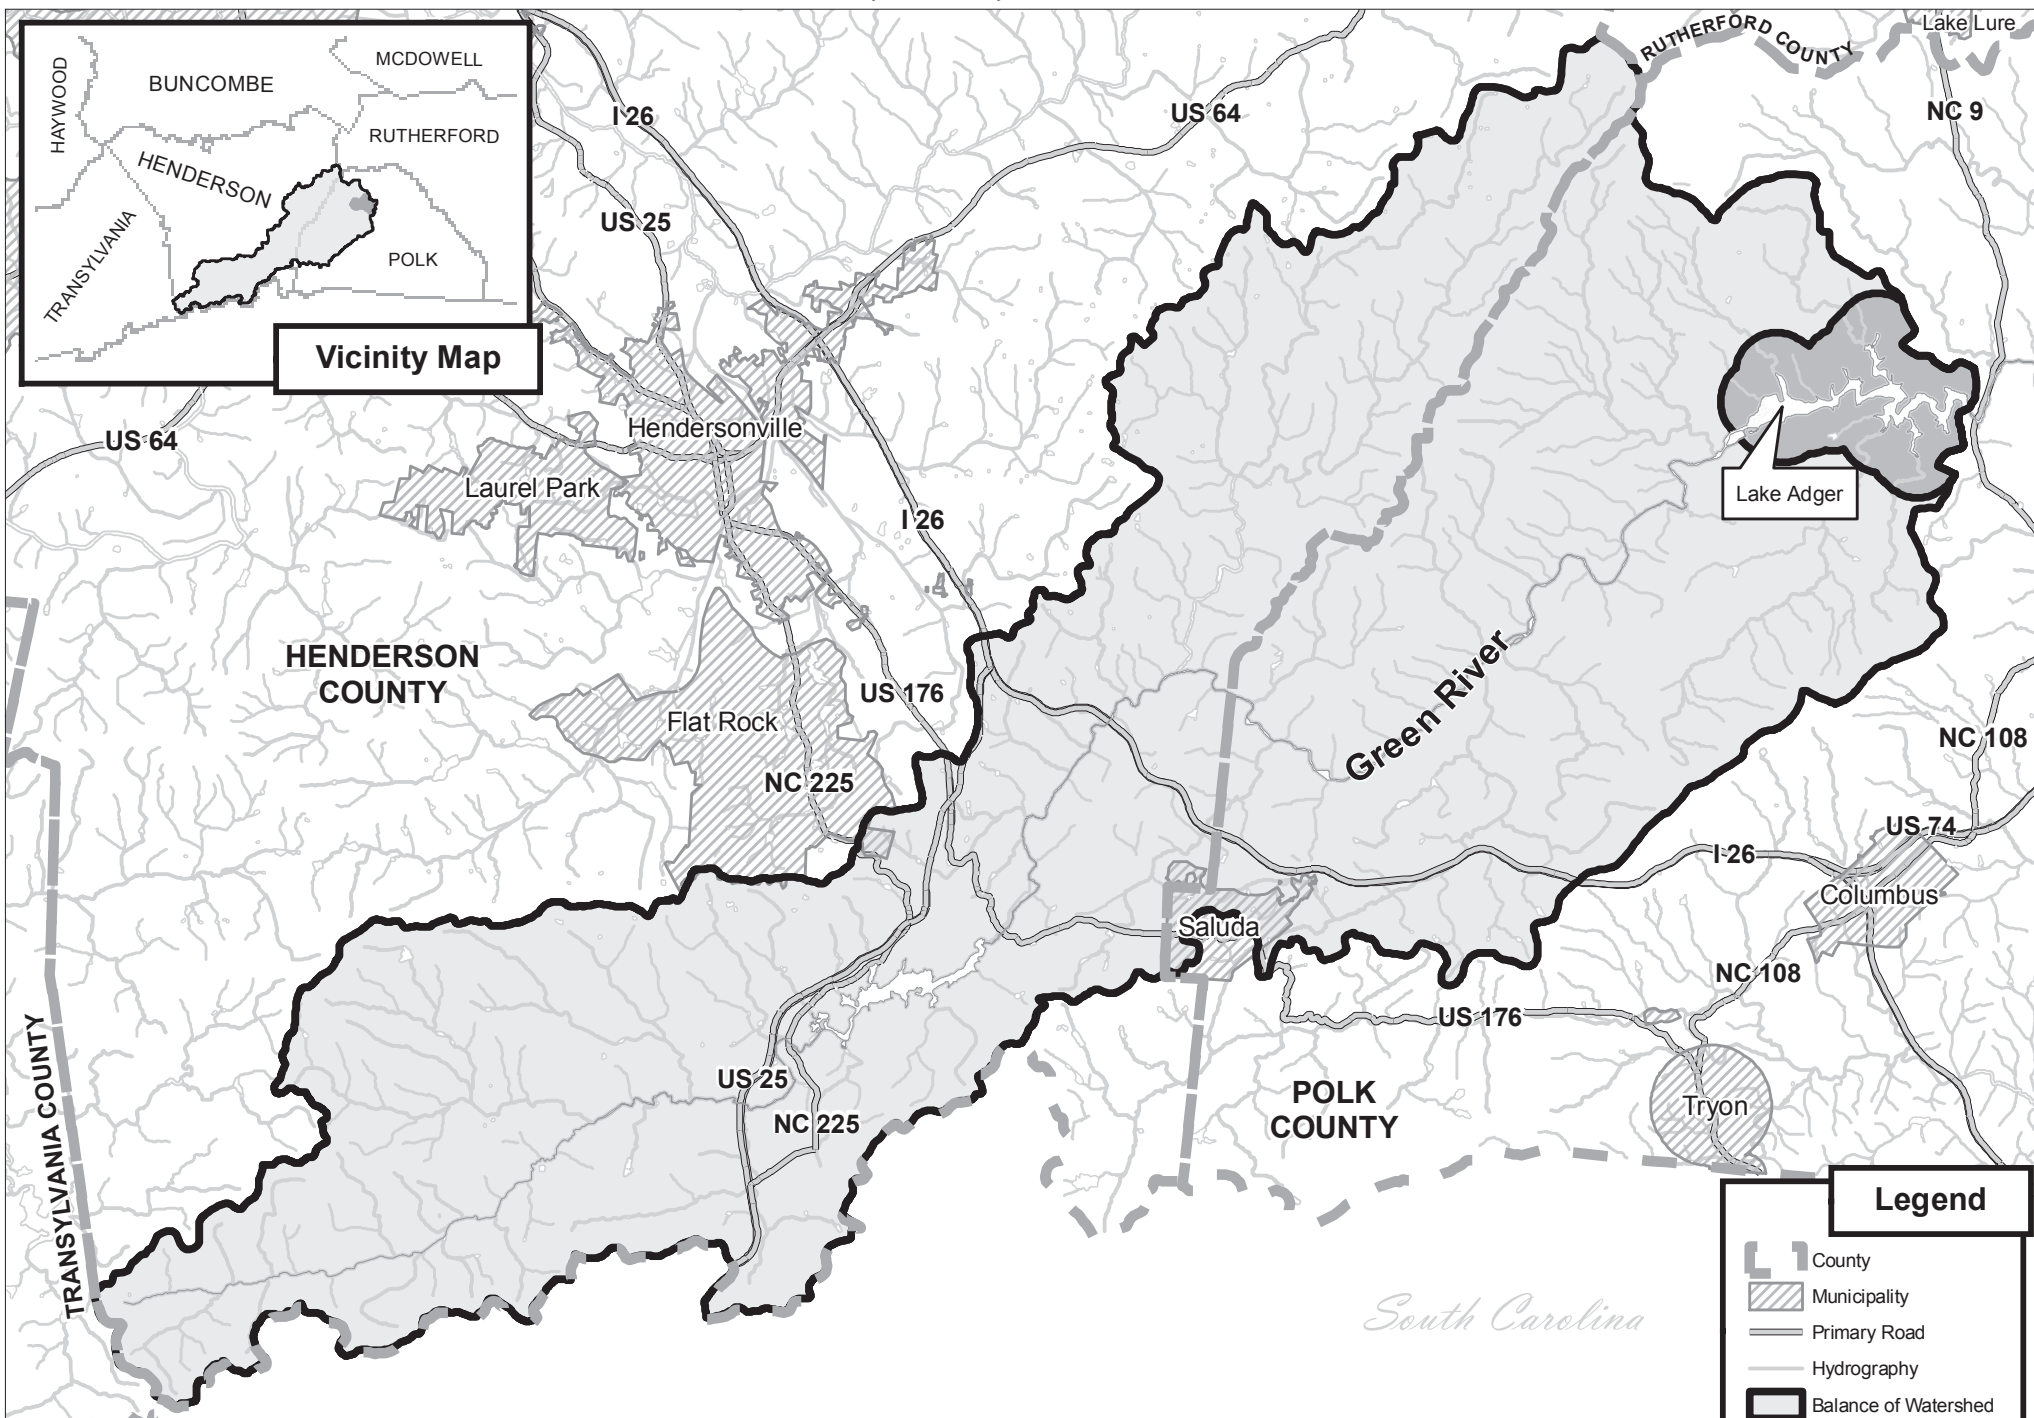 HAYWOOD
BUNCOMBE
MCDOWELL
RUTHERFORD
HENDERSON
TRANSYLVANIA
POLK
Vicinity Map
RUTHERFORD COUNTY
Lake Lure
I 26
US 64
NC 9
US 25
US 64
Hendersonville
Laurel Park
I 26
Lake Adger
HENDERSON
COUNTY
US 176
Flat Rock
NC 225
Green River
NC 108
US 74
I 26
Columbus
Saluda
NC 108
US 176
TRANSYLVANIA COUNTY
US 25
NC 225
POLK
COUNTY
Tryon
South Carolina
Legend
County
Municipality
Primary Road
Hydrography
Balance of Watershed